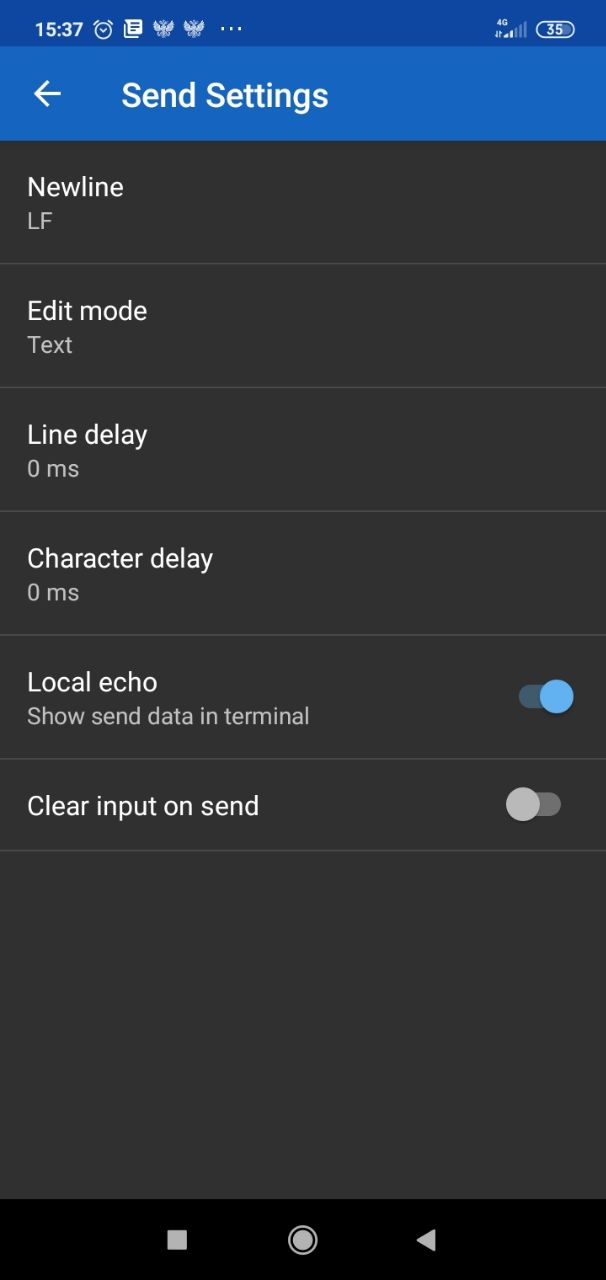 15:37 ... 4G 35
Send Settings
Newline
LF
Edit mode
Text
Line delay
0 ms
Character delay
0 ms
Local echo
Show send data in terminal
Clear input on send